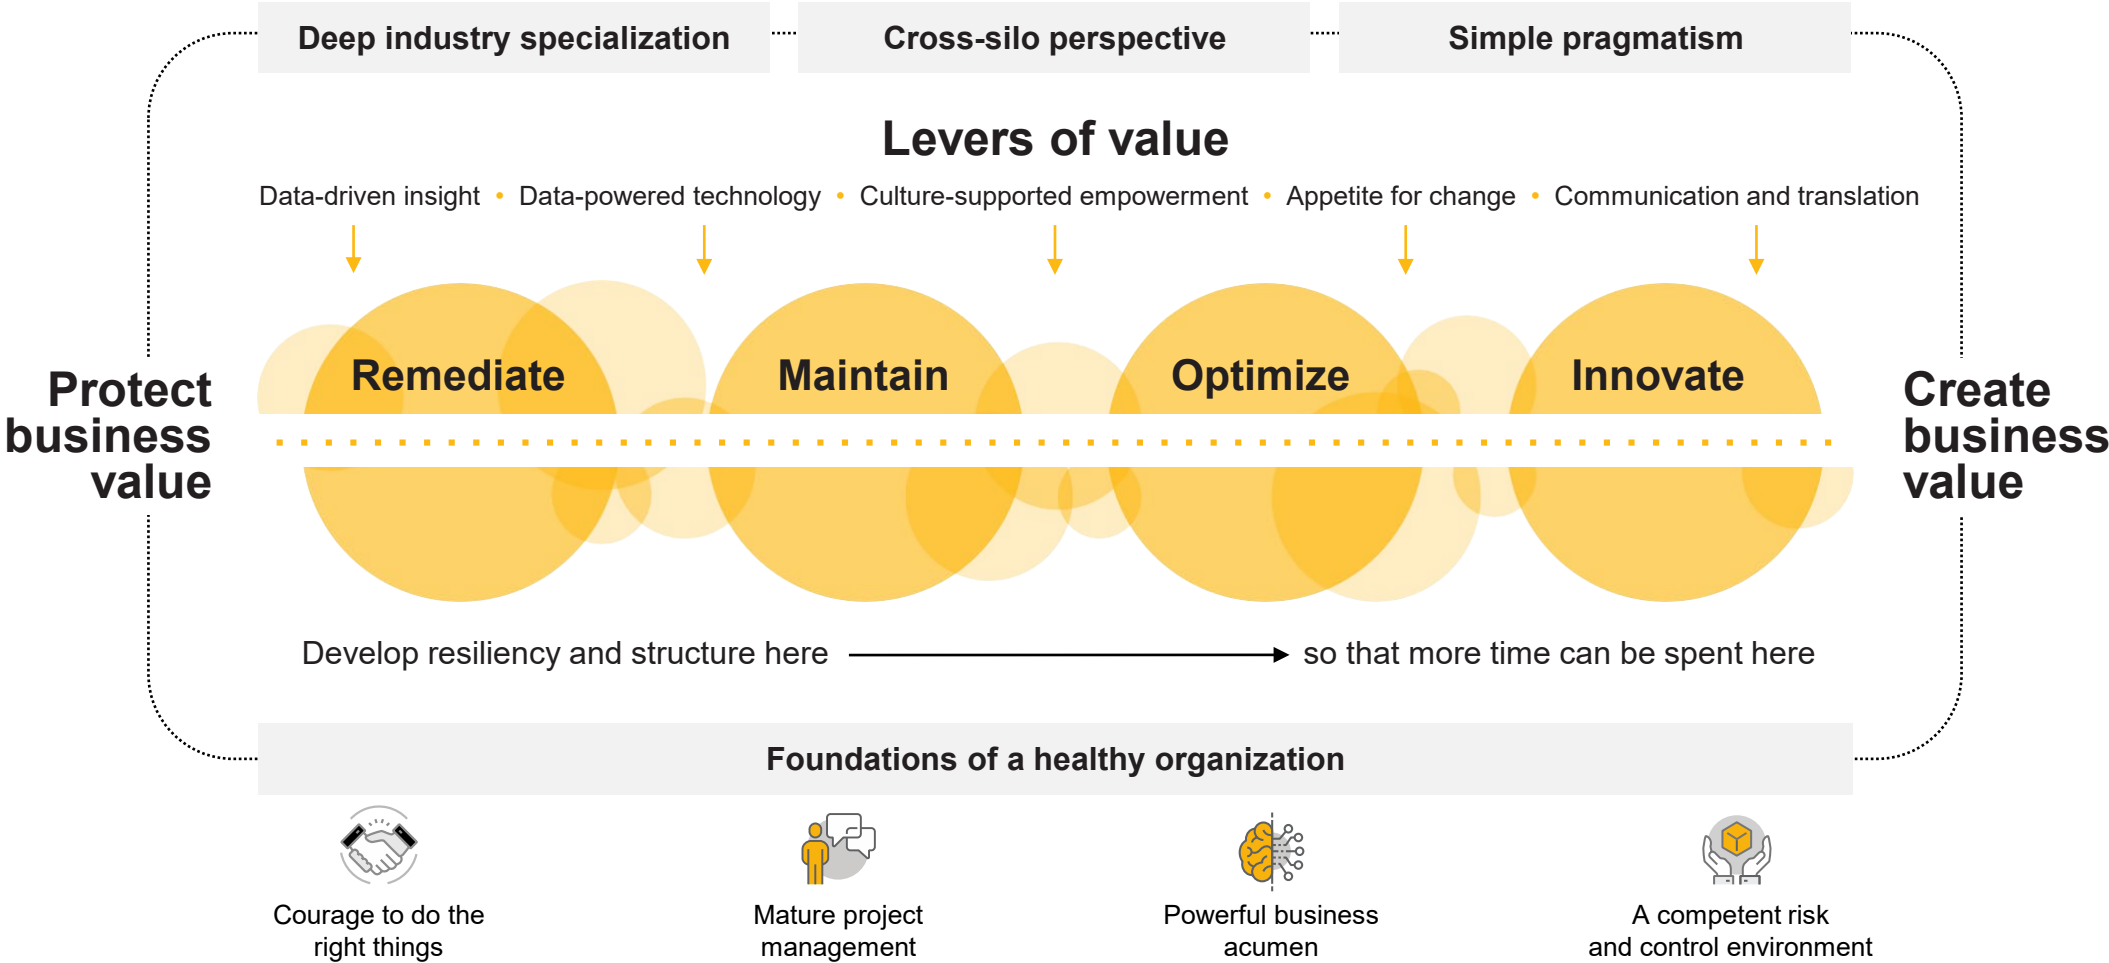 Deep industry specialization
Cross-silo perspective
Simple pragmatism
Levers of value
Data-driven insight • Data-powered technology • Culture-supported empowerment • Appetite for change • Communication and translation
Protect
business
value
Remediate
Maintain
Optimize
Innovate
Create
business
value
Develop resiliency and structure here
so that more time can be spent here
Foundations of a healthy organization
Courage to do the
right things
Mature project
management
Powerful business
acumen
A competent risk
and control environment